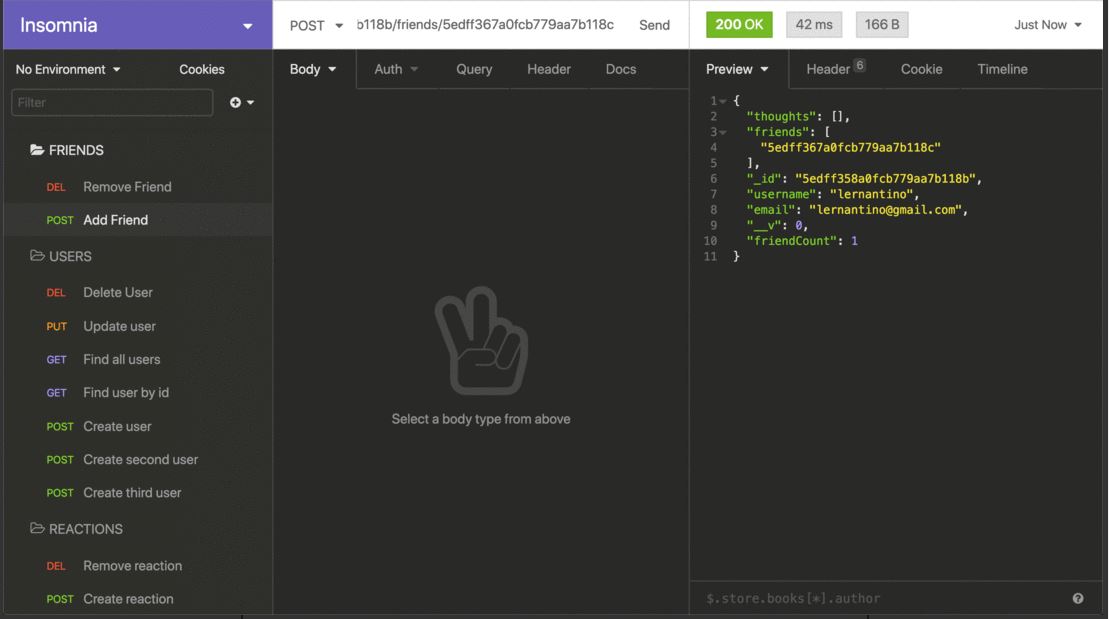 Insomnia
POST b118b/friends/5edff367a0fcb779aa7b118c Send
200 OK 42 ms 166 B Just Now
No Environment Cookies
Filter
FRIENDS
DEL Remove Friend
POST Add Friend
USERS
DEL Delete User
PUT Update user
GET Find all users
GET Find user by id
POST Create user
POST Create second user
POST Create third user
REACTIONS
DEL Remove reaction
POST Create reaction
Body Auth Query Header Docs
Select a body type from above
Preview Header 6 Cookie Timeline
1 {
2 "thoughts": [],
3 "friends": [
4 "5edff367a0fcb779aa7b118c"
5 ],
6 "_id": "5edff358a0fcb779aa7b118b",
7 "username": "lernantino",
8 "email": "lernantino@gmail.com",
9 "__v": 0,
10 "friendCount": 1
11 }
$.store.books[*].author